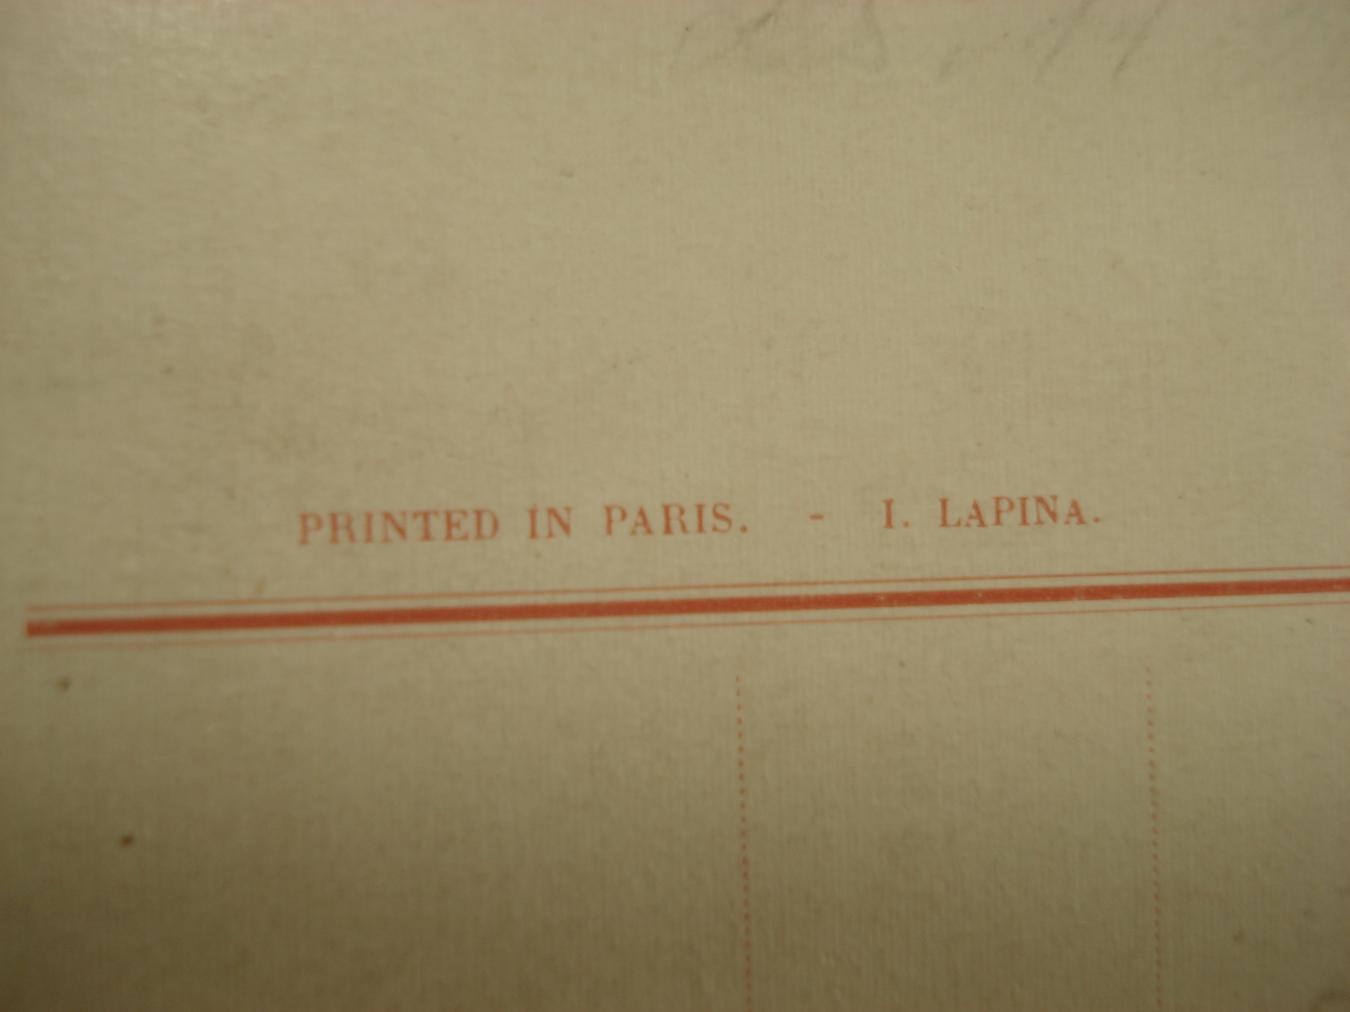 PRINTED IN PARIS. - I. LAPINA.